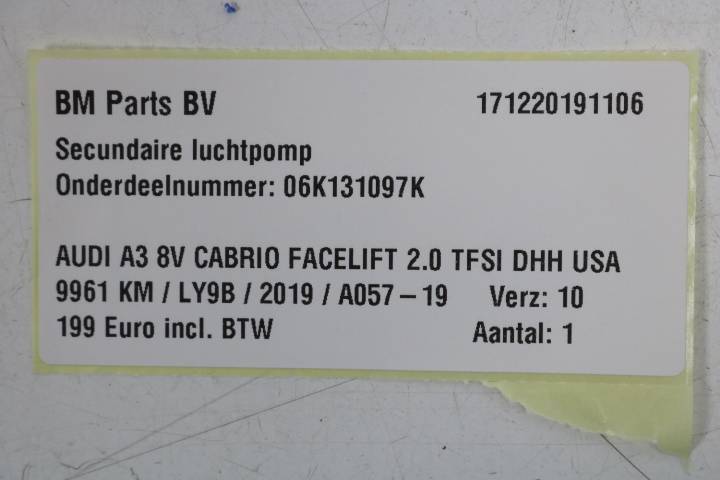 BM Parts BV 171220191106
Secundaire luchtpomp
Onderdeelnummer: 06K131097K
AUDI A3 8V CABRIO FACELIFT 2.0 TFSI DHH USA
9961 KM / LY9B / 2019 / A057 – 19 Verz: 10
199 Euro incl. BTW Aantal: 1